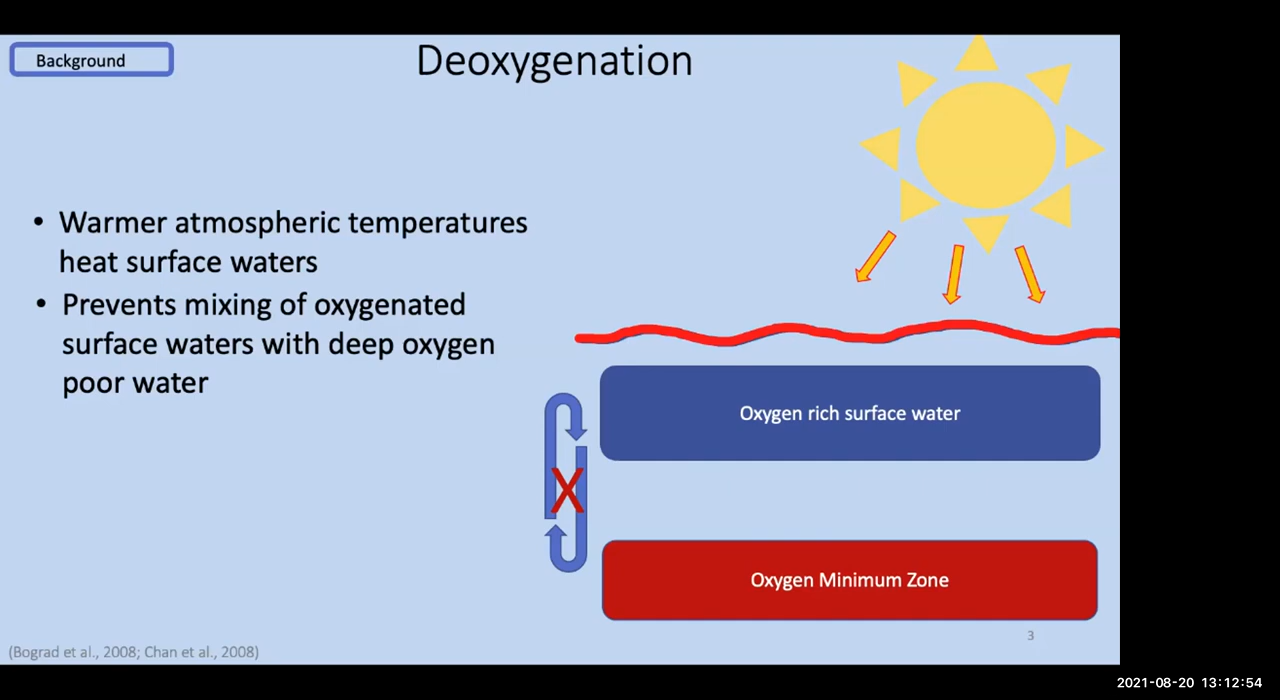 Background
Deoxygenation
• Warmer atmospheric temperatures
heat surface waters
• Prevents mixing of oxygenated
surface waters with deep oxygen
poor water
Oxygen rich surface water
X
Oxygen Minimum Zone
3
(Bograd et al., 2008; Chan et al., 2008)
2021-08-20 13:12:54